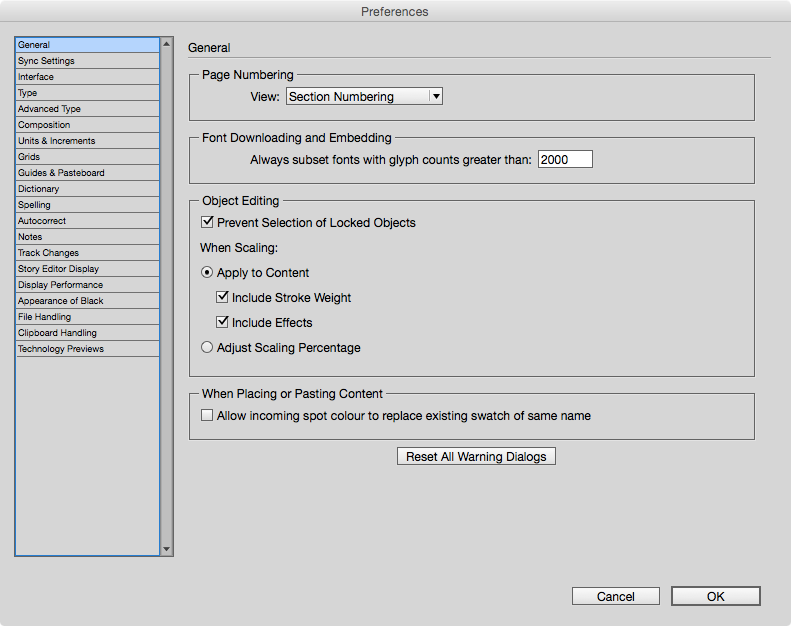 Preferences
General
Sync Settings
Interface
Type
Advanced Type
Composition
Units & Increments
Grids
Guides & Pasteboard
Dictionary
Spelling
Autocorrect
Notes
Track Changes
Story Editor Display
Display Performance
Appearance of Black
File Handling
Clipboard Handling
Technology Previews
General
Page Numbering
View: Section Numbering
Font Downloading and Embedding
Always subset fonts with glyph counts greater than: 2000
Object Editing
Prevent Selection of Locked Objects
When Scaling:
Apply to Content
Include Stroke Weight
Include Effects
Adjust Scaling Percentage
When Placing or Pasting Content
Allow incoming spot colour to replace existing swatch of same name
Reset All Warning Dialogs
Cancel OK